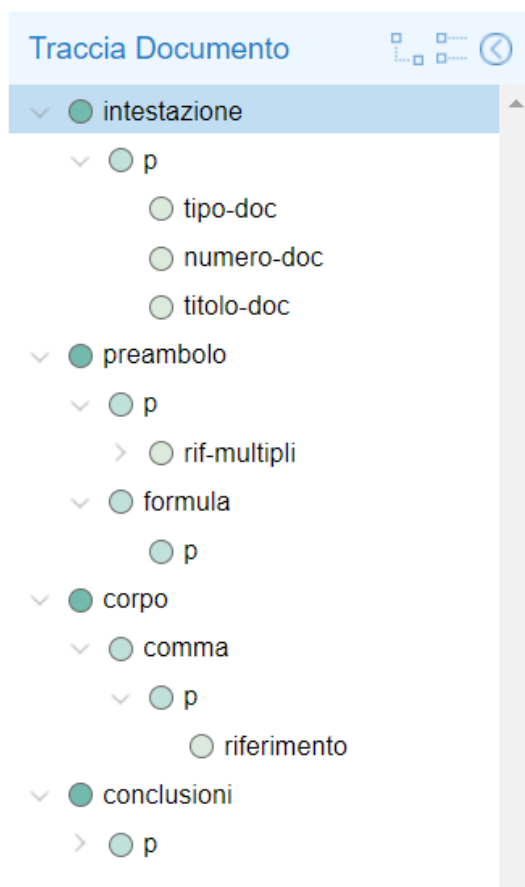 Traccia Documento
intestazione
p
tipo-doc
numero-doc
titolo-doc
preambolo
p
rif-multipli
formula
p
corpo
comma
p
riferimento
conclusioni
p